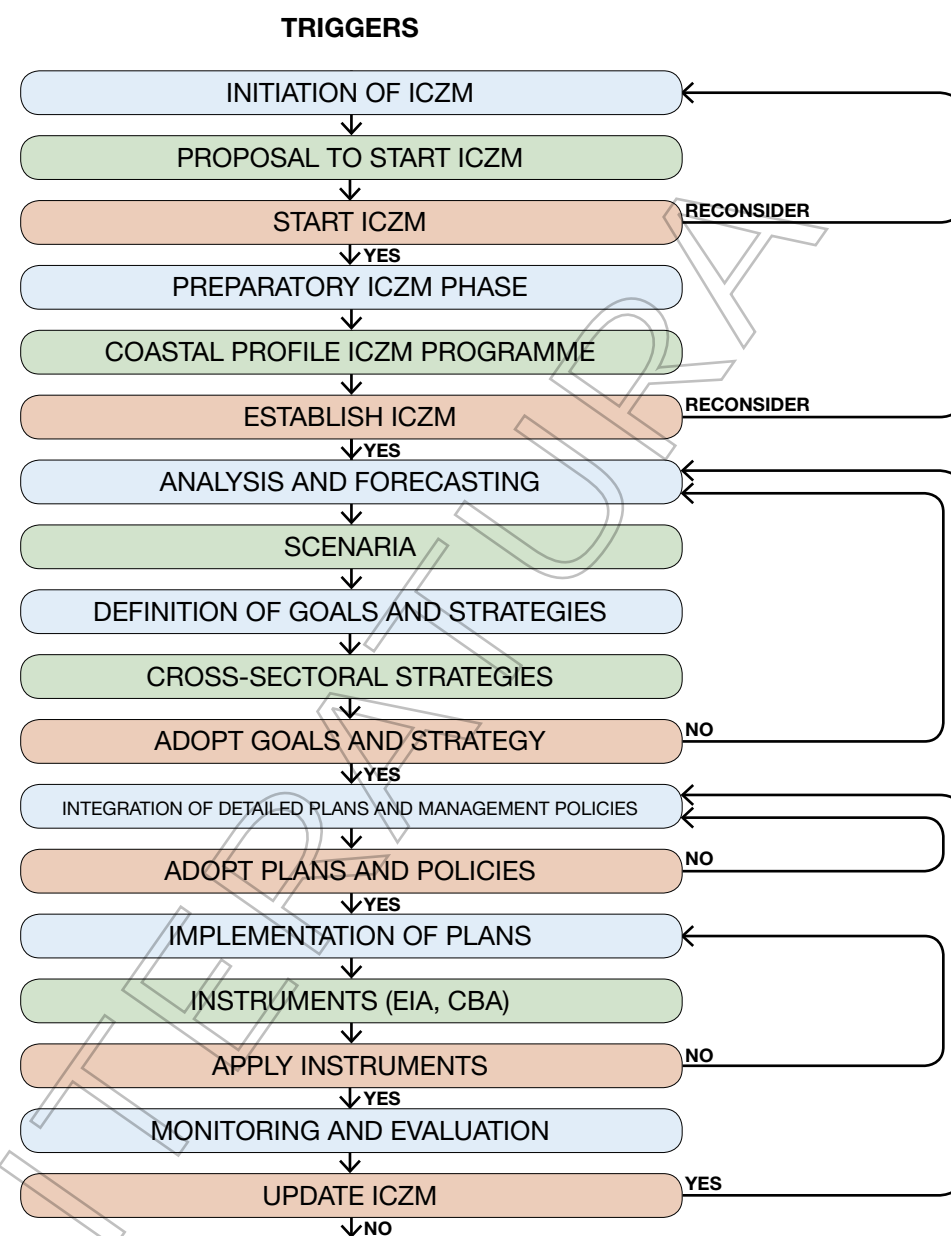 TRIGGERS
INITIATION OF ICZM
PROPOSAL TO START ICZM
START ICZM
RECONSIDER
YES
PREPARATORY ICZM PHASE
COASTAL PROFILE ICZM PROGRAMME
ESTABLISH ICZM
RECONSIDER
YES
ANALYSIS AND FORECASTING
SCENARIA
DEFINITION OF GOALS AND STRATEGIES
CROSS-SECTORAL STRATEGIES
ADOPT GOALS AND STRATEGY
NO
YES
INTEGRATION OF DETAILED PLANS AND MANAGEMENT POLICIES
ADOPT PLANS AND POLICIES
NO
YES
IMPLEMENTATION OF PLANS
INSTRUMENTS (EIA, CBA)
APPLY INSTRUMENTS
NO
YES
MONITORING AND EVALUATION
UPDATE ICZM
YES
NO
ITERATURA